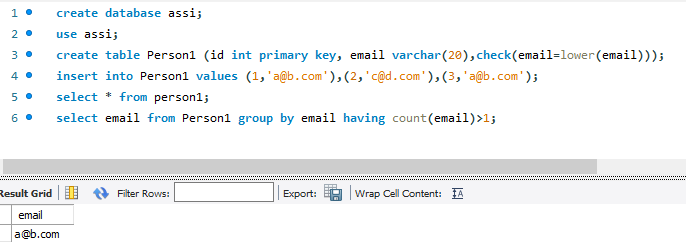 1 create database assi;
2 use assi;
3 create table Person1 (id int primary key, email varchar(20),check(email=lower(email)));
4 insert into Person1 values (1,'a@b.com'),(2,'c@d.com'),(3,'a@b.com');
5 select * from person1;
6 select email from Person1 group by email having count(email)>1;
Result Grid Filter Rows: Export: Wrap Cell Content: IA
email
a@b.com